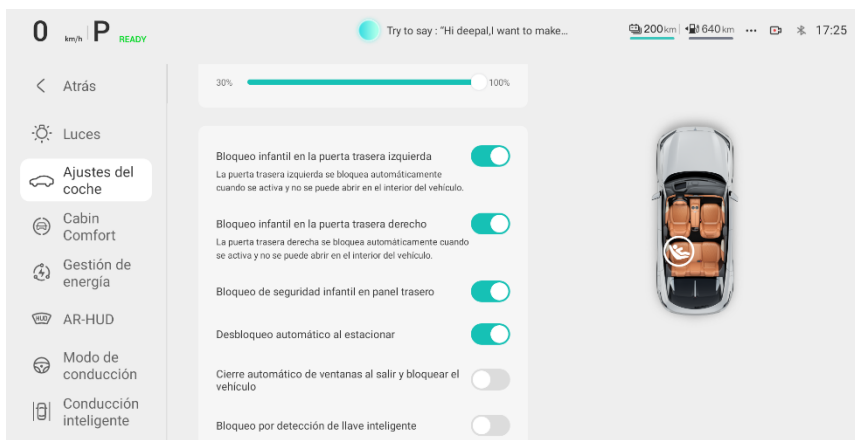 0 km/h P READY
Try to say : "Hi deepal,I want to make...
200km 640 km ... 17:25
Atrás
Luces
Ajustes del
coche
Cabin
Comfort
Gestión de
energía
HUD AR-HUD
Modo de
conducción
Conducción
inteligente
30% 100%
Bloqueo infantil en la puerta trasera izquierda
La puerta trasera izquierda se bloquea automáticamente
cuando se activa y no se puede abrir en el interior del vehículo.
Bloqueo infantil en la puerta trasera derecho
La puerta trasera derecha se bloquea automáticamente cuando
se activa y no se puede abrir en el interior del vehículo.
Bloqueo de seguridad infantil en panel trasero
Desbloqueo automático al estacionar
Cierre automático de ventanas al salir y bloquear el
vehículo
Bloqueo por detección de llave inteligente